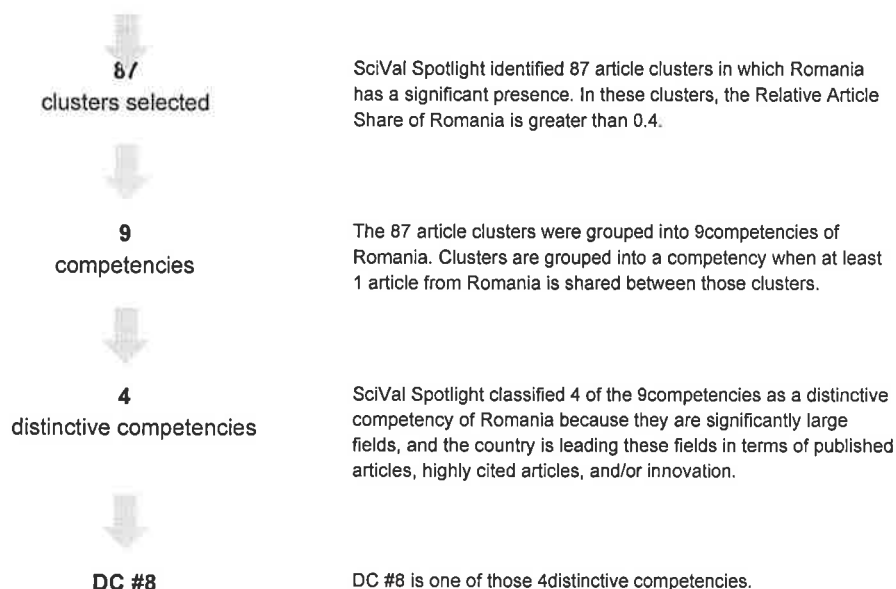 87
clusters selected
SciVal Spotlight identified 87 article clusters in which Romania
has a significant presence. In these clusters, the Relative Article
Share of Romania is greater than 0.4.
9
competencies
The 87 article clusters were grouped into 9competencies of
Romania. Clusters are grouped into a competency when at least
1 article from Romania is shared between those clusters.
4
distinctive competencies
SciVal Spotlight classified 4 of the 9competencies as a distinctive
competency of Romania because they are significantly large
fields, and the country is leading these fields in terms of published
articles, highly cited articles, and/or innovation.
DC #8
DC #8 is one of those 4distinctive competencies.